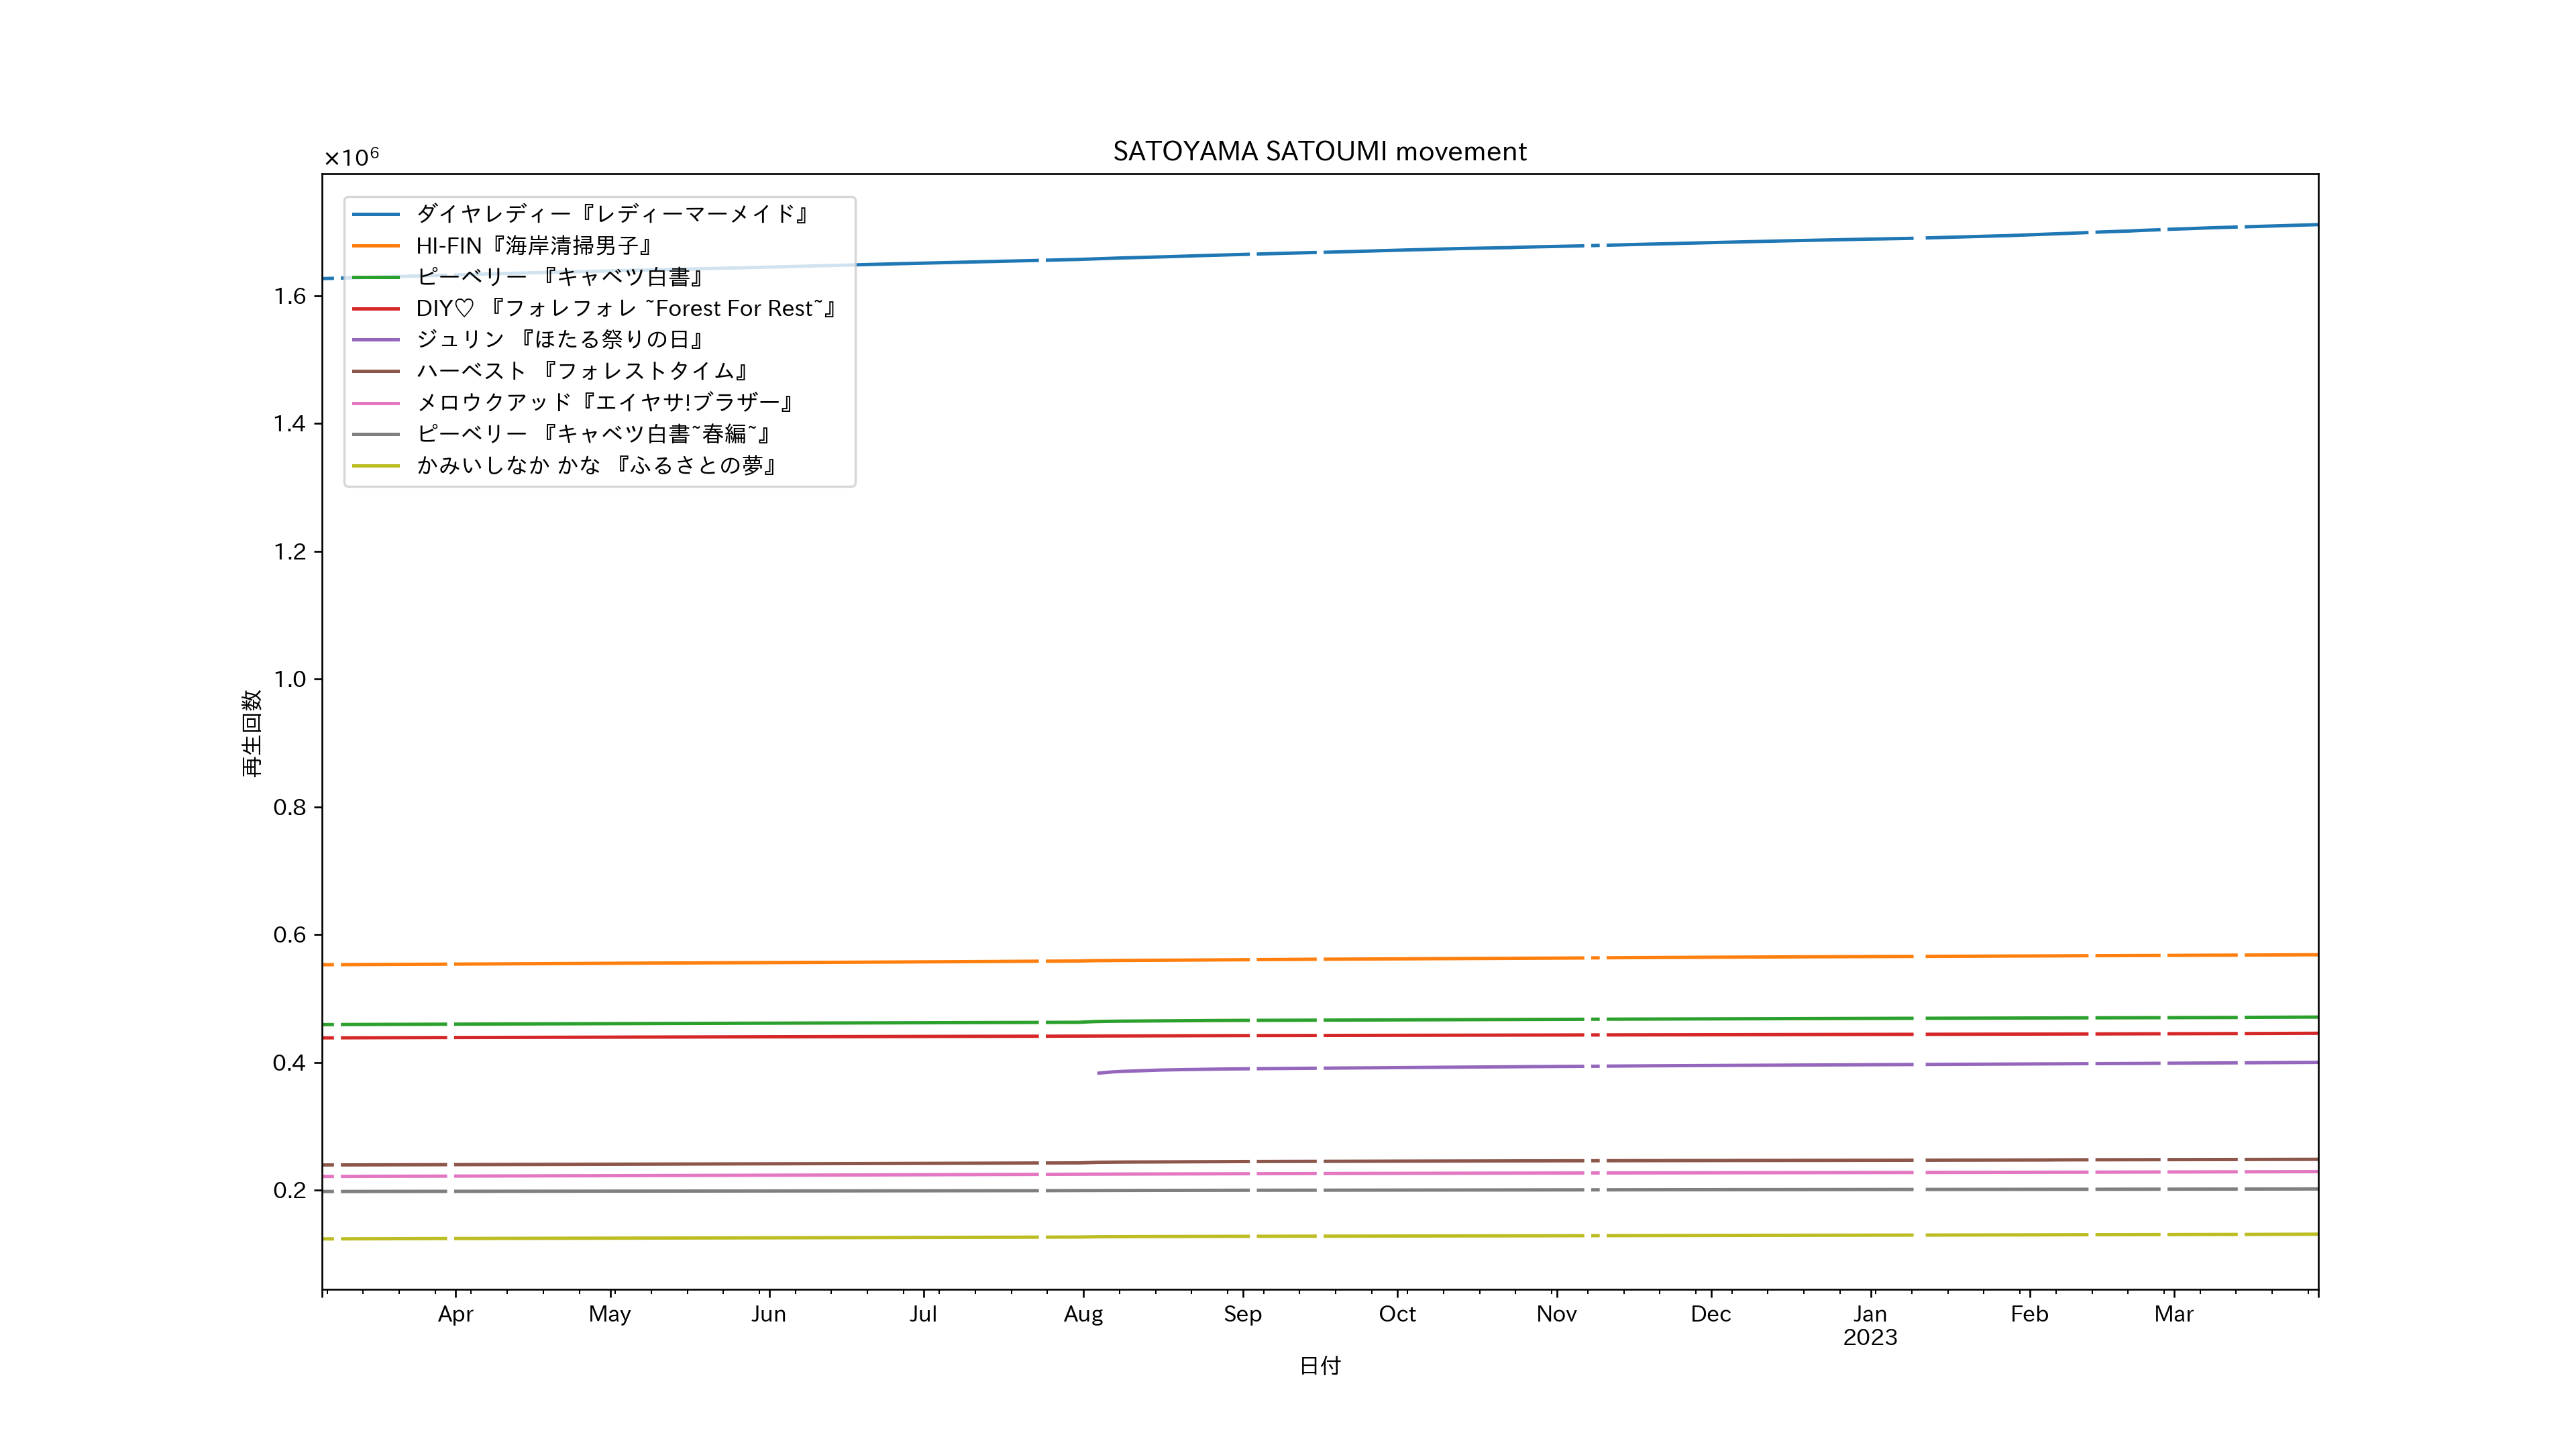 SATOYAMA SATOUMI movement
×10⁶
ダイヤレディー『レディーマーメイド』
HI-FIN『海岸清掃男子』
ピーベリー 『キャベツ白書』
DIY♡ 『フォレフォレ ~Forest For Rest~』
ジュリン 『ほたる祭りの日』
ハーベスト 『フォレストタイム』
メロウクアッド『エイヤサ!ブラザー』
ピーベリー 『キャベツ白書~春編~』
かみいしなか かな 『ふるさとの夢』
1.6
1.4
1.2
1.0
0.8
0.6
0.4
0.2
再生回数
Apr May Jun Jul Aug Sep Oct Nov Dec Jan Feb Mar
2023
日付